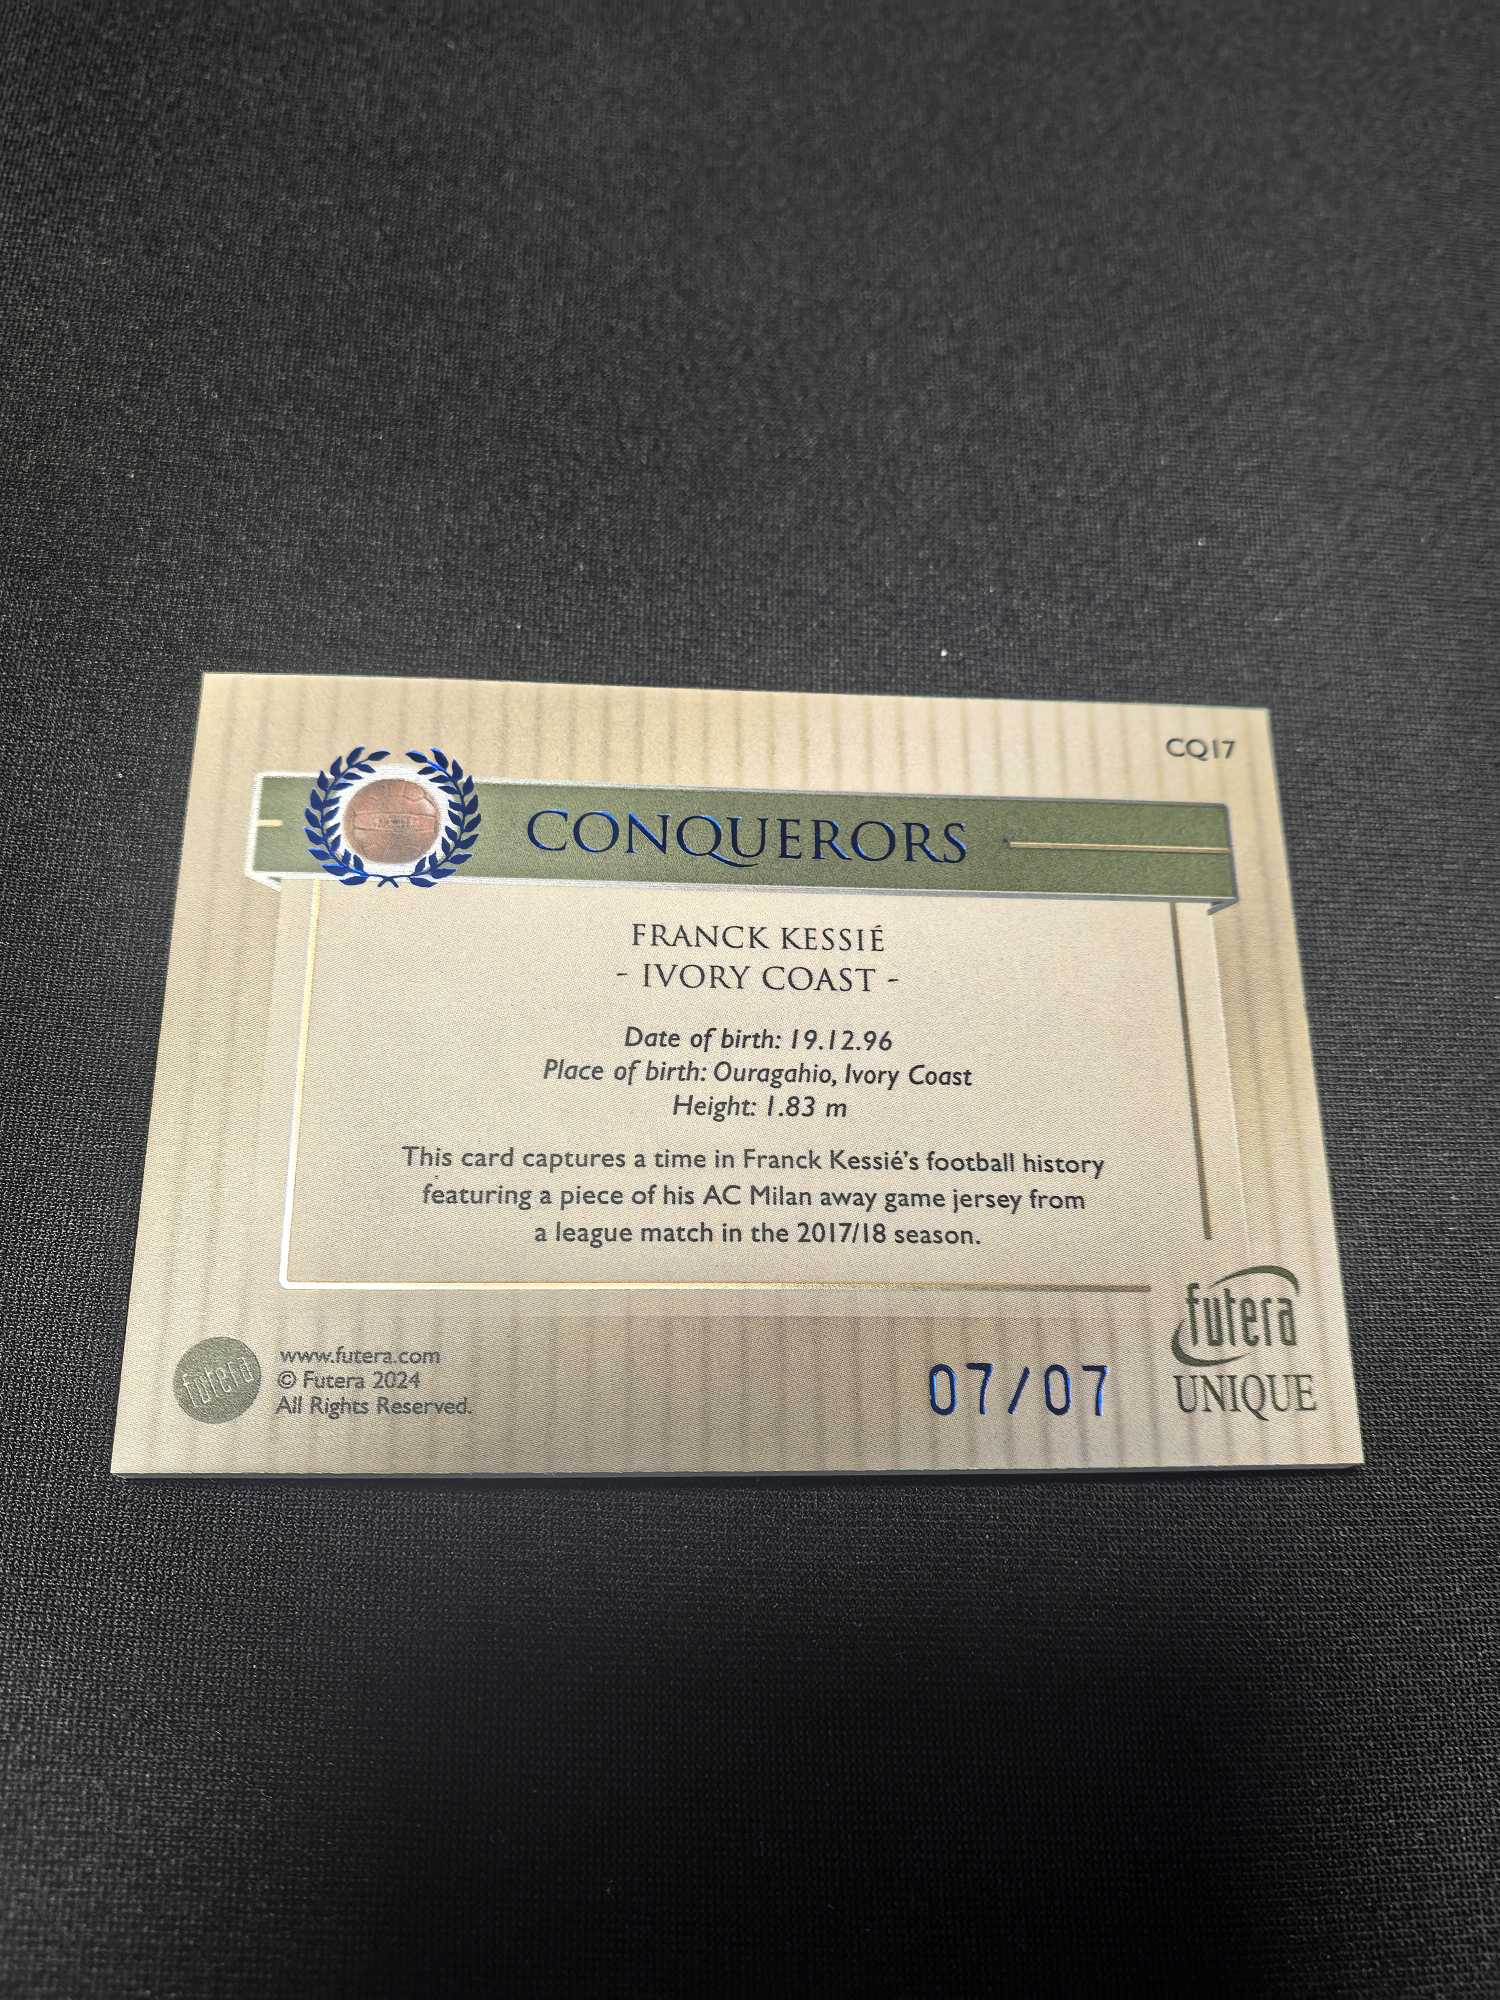 CQ17
CONQUERORS
FRANCK KESSIÉ
- IVORY COAST -
Date of birth: 19.12.96
Place of birth: Ouragahio, Ivory Coast
Height: 1.83 m
This card captures a time in Franck Kessié's football history
featuring a piece of his AC Milan away game jersey from
a league match in the 2017/18 season.
futera
www.futera.com
© Futera 2024
All Rights Reserved.
07/07
futera
UNIQUE